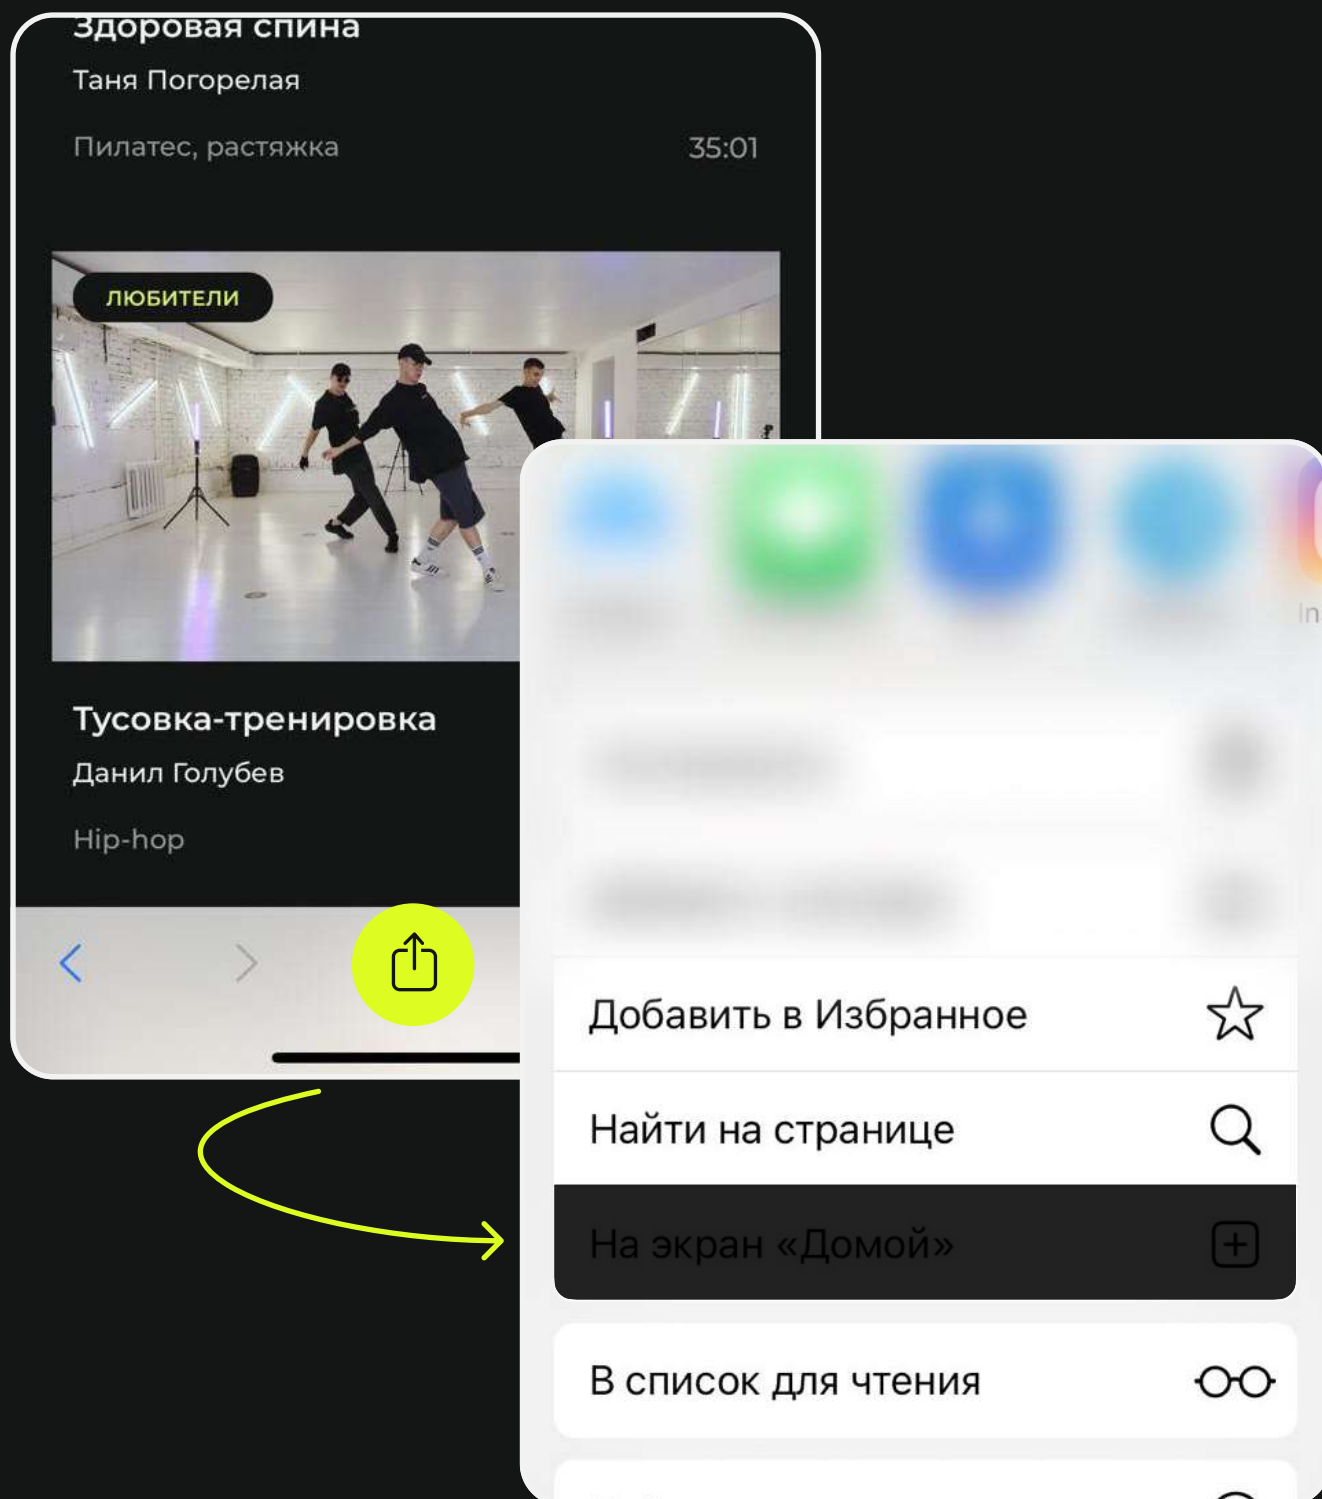 Здоровая спина
Таня Погорелая
Пилатес, растяжка
35:01
ЛЮБИТЕЛИ
Тусовка-тренировка
Данил Голубев
Hip-hop
In
Добавить в Избранное
Найти на странице
На экран «Домой»
В список для чтения